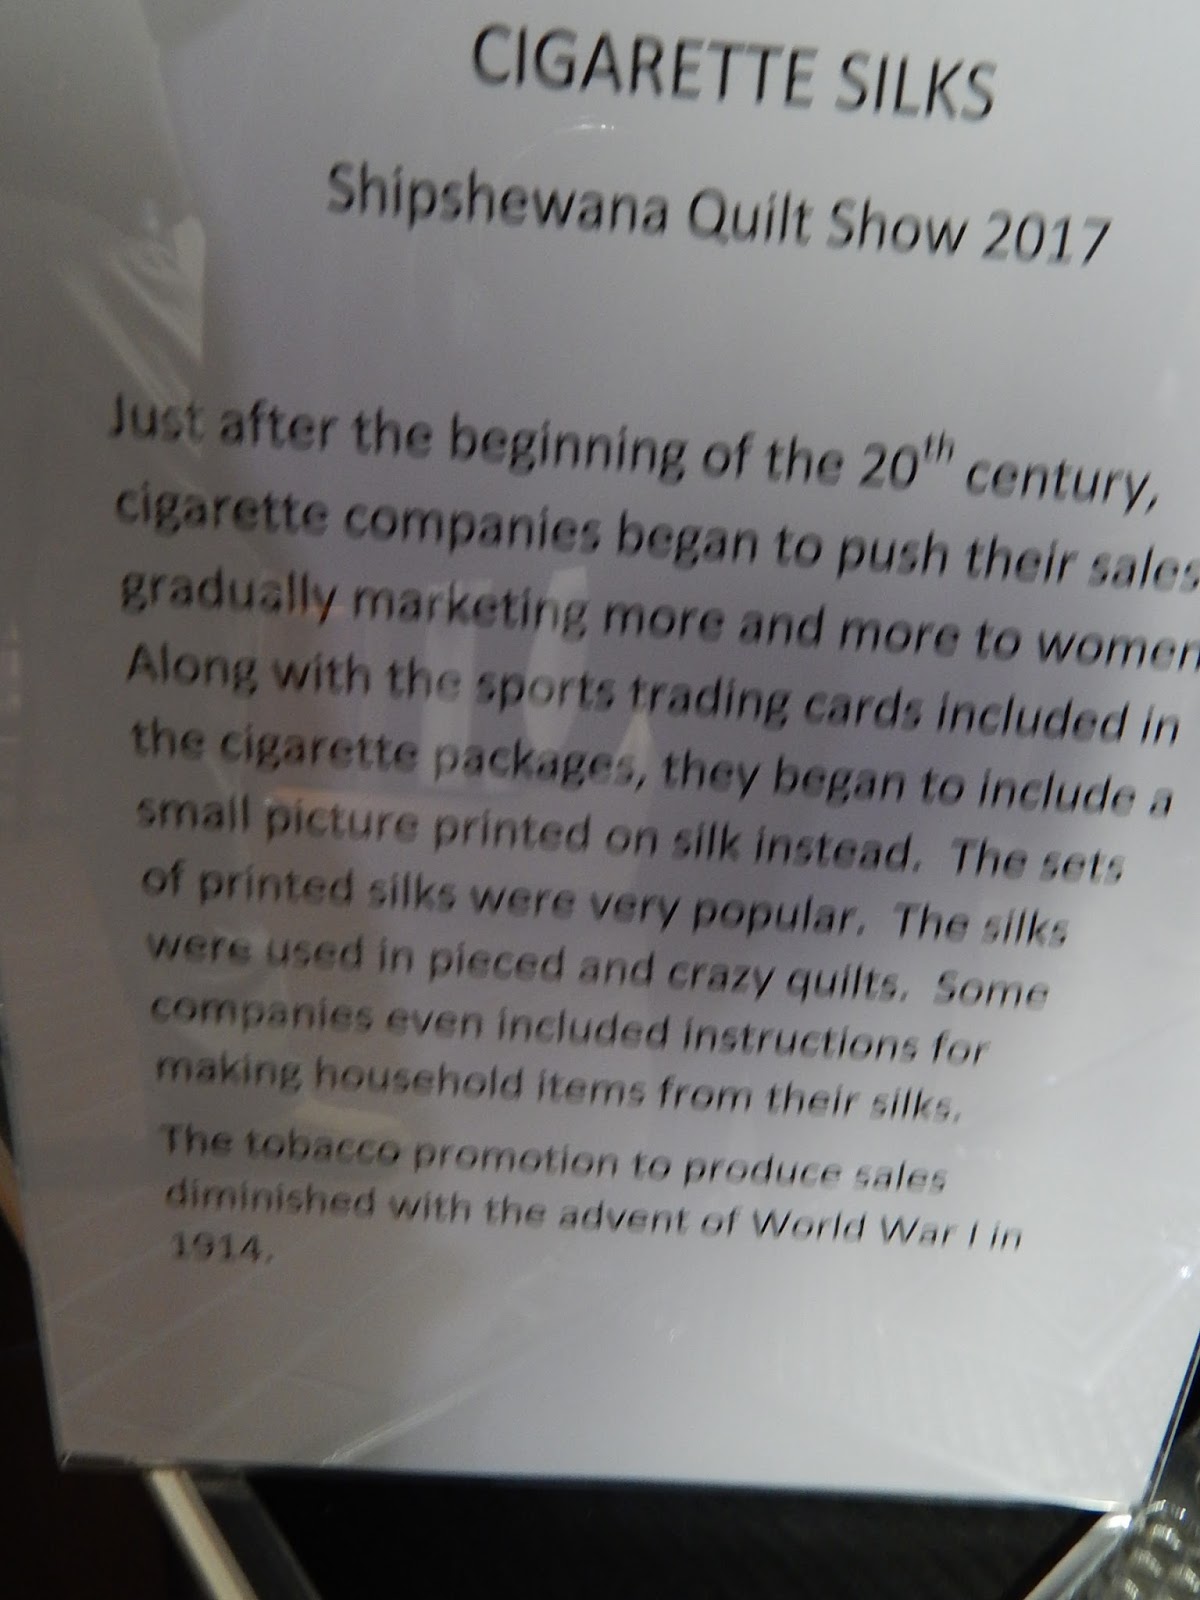 CIGARETTE SILKS
Shipshewana Quilt Show 2017
Just after the beginning of the 20th century,
cigarette companies began to push their sales
gradually marketing more and more to women
Along with the sports trading cards included in
the cigarette packages, they began to include a
small picture printed on silk instead. The sets
of printed silks were very popular. The silks
were used in pieced and crazy quilts. Some
companies even included instructions for
making household items from their silks.
The tobacco promotion to produce sales
diminished with the advent of World War I in
1914.